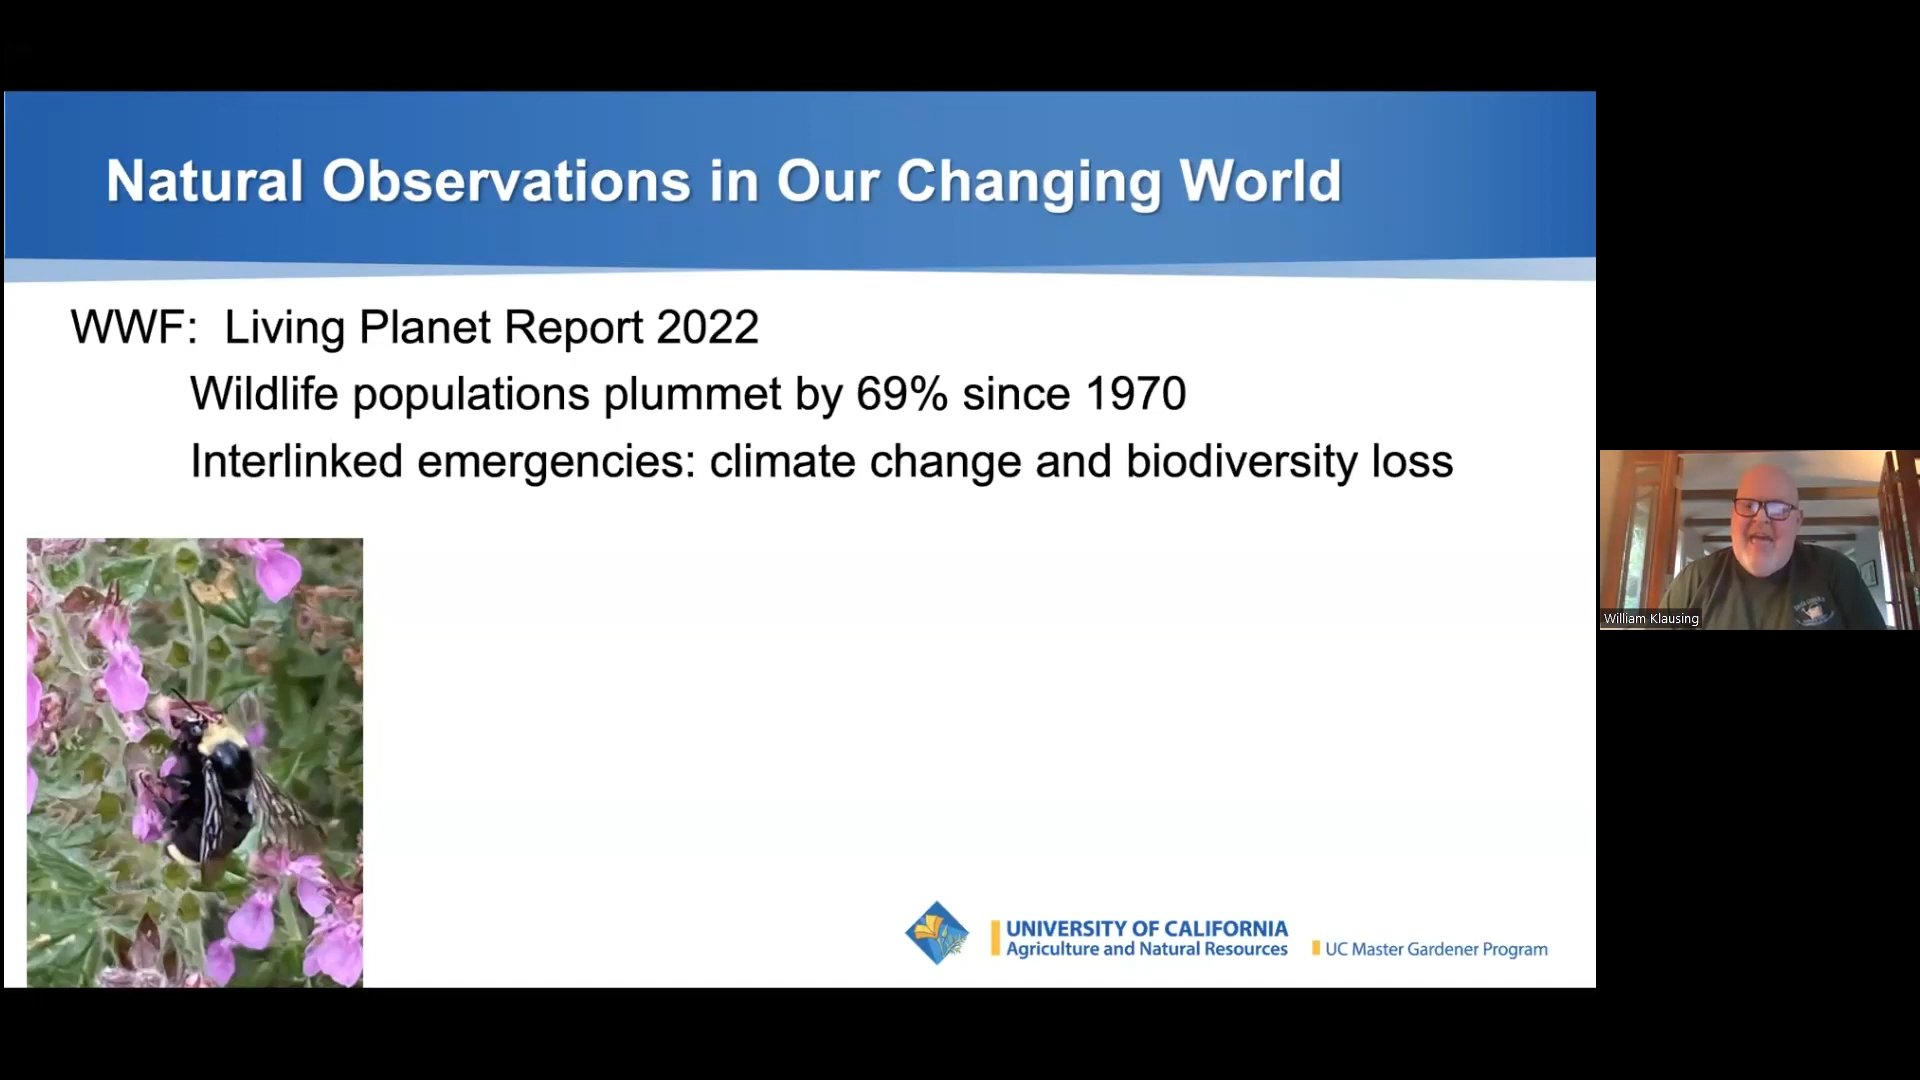 Natural Observations in Our Changing World
WWF: Living Planet Report 2022
Wildlife populations plummet by 69% since 1970
Interlinked emergencies: climate change and biodiversity loss
William Klausing
UNIVERSITY OF CALIFORNIA
Agriculture and Natural Resources
UC Master Gardener Program